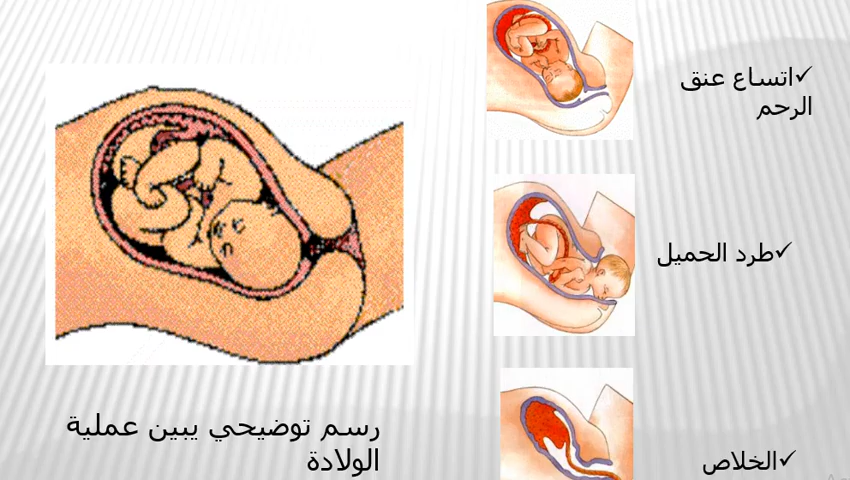 ✓اتساع عنق
الرحم
✓طرد الحميل
✓الخلاص
رسم توضيحي يبين عملية
الولادة